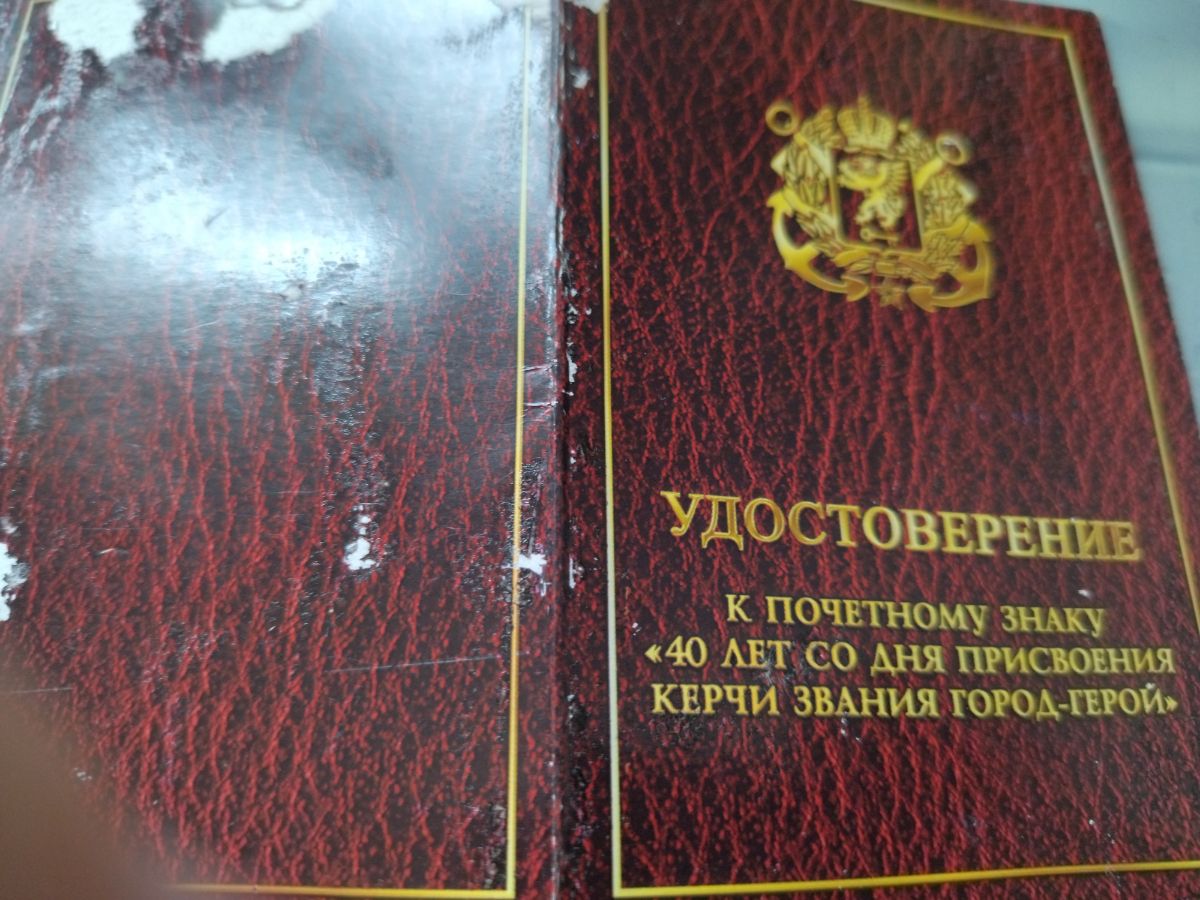 УДОСТОВЕРЕНИЕ
К ПОЧЕТНОМУ ЗНАКУ
«40 ЛЕТ СО ДНЯ ПРИСВОЕНИЯ
КЕРЧИ ЗВАНИЯ ГОРОД-ГЕРОЙ»